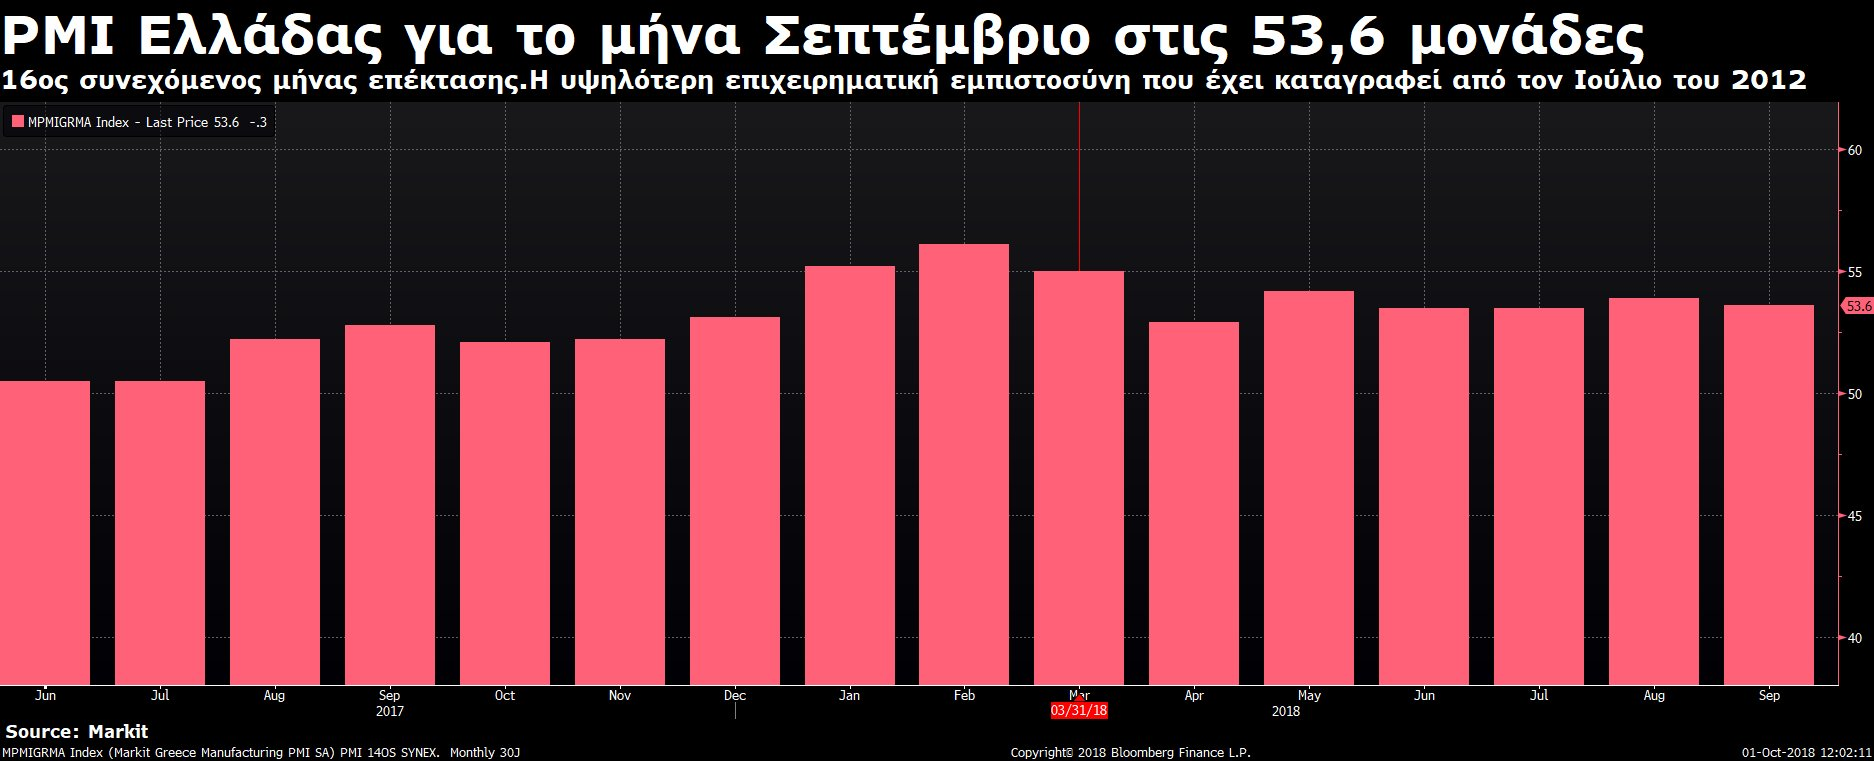 PMI Ελλάδας για το μήνα Σεπτέμβριο στις 53,6 μονάδες
16ος συνεχόμενος μήνας επέκτασης.Η υψηλότερη επιχειρηματική εμπιστοσύνη που έχει καταγραφεί από τον Ιούλιο του 2012
MPMIGRMA Index - Last Price 53.6 -.3
60
55
53.6
50
45
40
Jun Jul Aug Sep Oct Nov Dec Jan Feb Mar Apr May Jun Jul Aug Sep
2017 03/31/18 2018
Source: Markit
MPMIGRMA Index (Markit Greece Manufacturing PMI SA) PMI 14OS SYNEX. Monthly 30J Copyright© 2018 Bloomberg Finance L.P. 01-Oct-2018 12:02:11